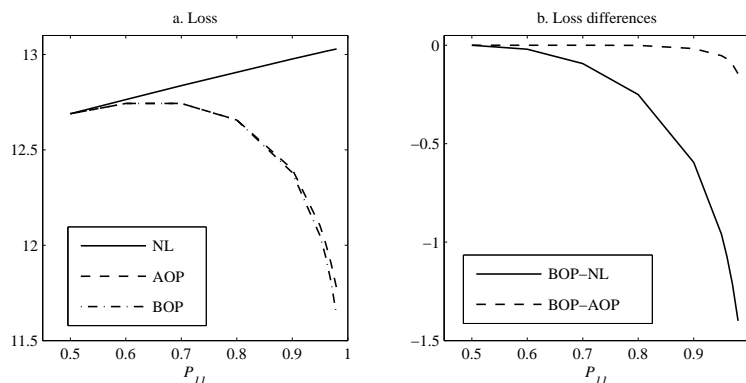 a. Loss
13
12.5
12
11.5
NL
AOP
BOP
0.5 0.6 0.7 0.8 0.9 1
P11
b. Loss differences
0
−0.5
−1
−1.5
BOP−NL
BOP−AOP
0.5 0.6 0.7 0.8 0.9
P11